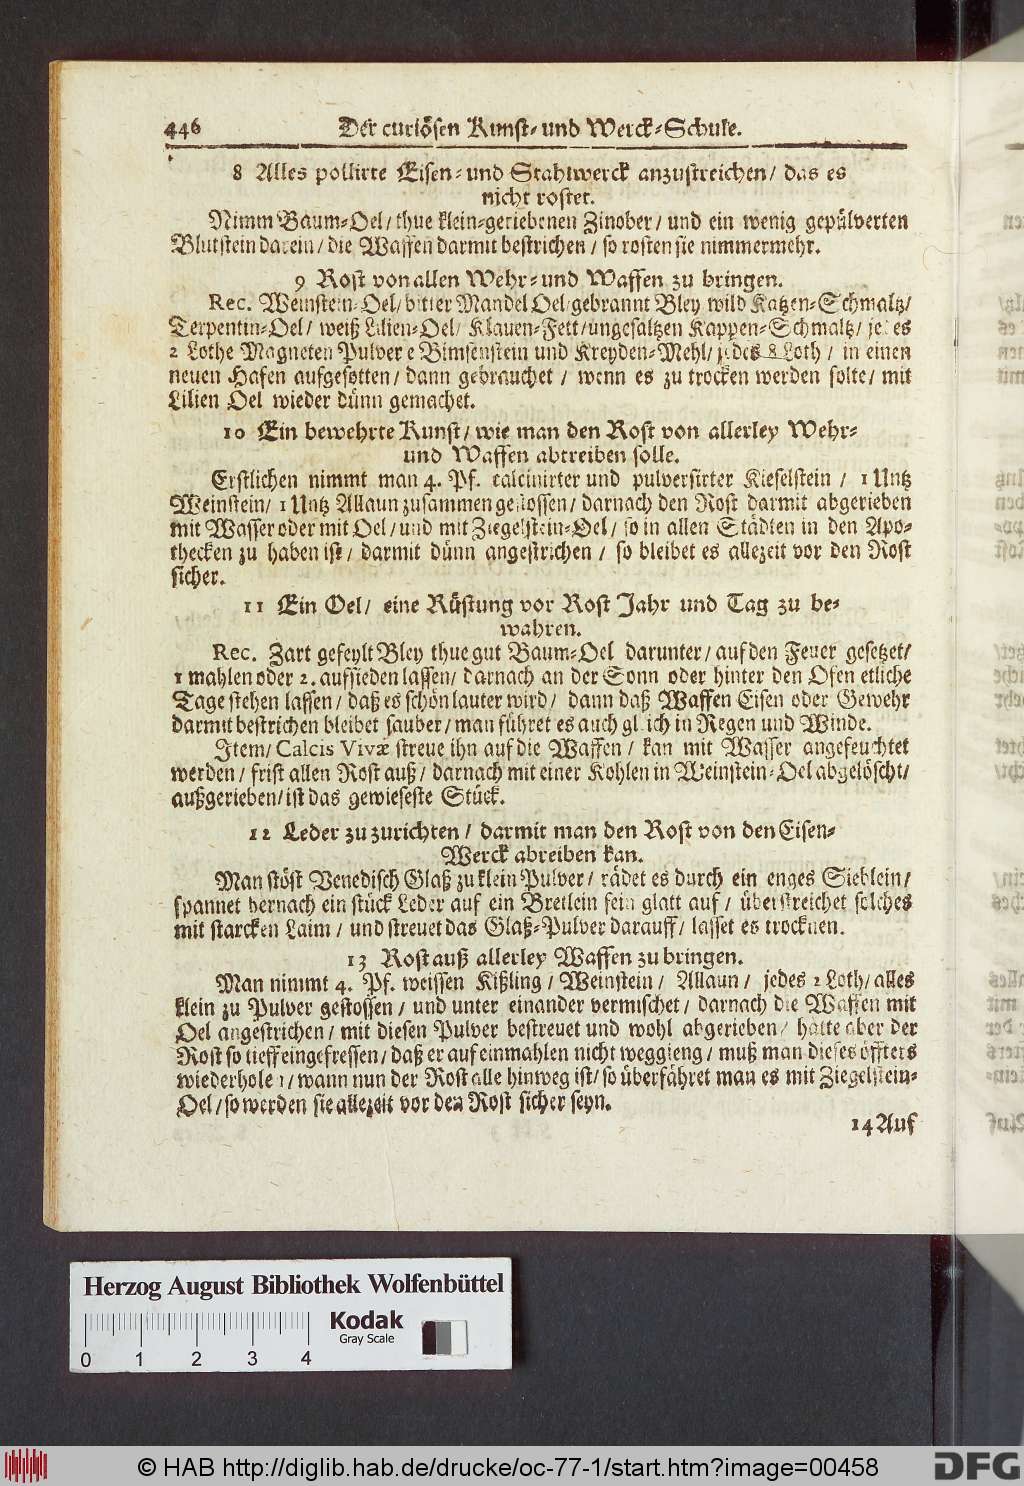 446 Der curiösen Kunst- und Werck-Schule.
8 Alles pollirte Eisen- und Stahlwerck anzustreichen/ das es
nicht rostet.
Nimm Baum-Oel/ thue klein-geriebenen Zinober/ und ein wenig gepülverten
Blutstein darein/ die Waffen darmit bestrichen/ so rosten sie nimmermehr.
9 Rost von allen Wehr- und Waffen zu bringen.
Rec. Weinstein-Oel/ bitter Mandel Oel/ gebrannt Bley wild Katzen-Schmaltz/
Terpentin-Oel/ weiß Lilien-Oel/ Klauen-Fett/ ungesaltzen Kappen-Schmaltz/ jedes
2 Lothe Magneten Pulver e Bimsenstein und Kreyden-Mehl/ jedes 8 Loth/ in einen
neuen Hafen aufgesotten/ dann gebrauchet/ wenn es zu trocken werden solte/ mit
Lilien Oel wieder dünn gemachet.
10 Ein bewehrte Kunst/ wie man den Rost von allerley Wehr-
und Waffen abtreiben solle.
Erstlichen nimmt man 4. Pf. calcinirter und pulversirter Kieselstein/ 1 Untz
Weinstein/ 1 Untz Allaun zusammen gestossen/ darnach den Rost darmit abgerieben
mit Wasser oder mit Oel/ und mit Ziegelstein-Oel/ so in allen Städten in den Apo-
thecken zu haben ist/ darmit dünn angestrichen/ so bleibet es allezeit vor den Rost
sicher.
11 Ein Oel/ eine Rüstung vor Rost Jahr und Tag zu be-
wahren.
Rec. Zart gefeylt Bley thue gut Baum-Oel darunter/ auf den Feuer gesetzet/
1 mahlen oder 2. aufsieden lassen/ darnach an der Sonn oder hinter den Ofen etliche
Tage stehen lassen/ daß es schön lauter wird/ dann daß Waffen Eisen oder Gewehr
darmit bestrichen bleibet sauber/ man führet es auch gleich in Regen und Winde.
Item/ Calcis Vivæ streue ihn auf die Waffen/ kan mit Wasser angefeuchtet
werden/ frist allen Rost auß/ darnach mit einer Kohlen in Weinstein-Oel abgelöscht/
außgerieben/ ist das gewieseste Stück.
12 Leder zu zurichten/ darmit man den Rost von den Eisen-
Werck abreiben kan.
Man stöst Venedisch Glaß zu klein Pulver/ rädet es durch ein enges Sieblein/
spannet hernach ein stück Leder auf ein Bretlein fein glatt auf/ überstreichet solches
mit starcken Laim/ und streuet das Glaß-Pulver darauff/ lasset es trocknen.
13 Rost auß allerley Waffen zu bringen.
Man nimmt 4. Pf. weissen Kißling/ Weinstein/ Allaun/ jedes 2 Loth/ alles
klein zu Pulver gestossen/ und unter einander vermischet/ darnach die Waffen mit
Oel angestrichen/ mit diesen Pulver bestreuet und wohl abgerieben/ hätte aber der
Rost so tieff eingefressen/ daß er auf einmahlen nicht weggieng/ muß man dieses öffters
wiederholen/ wann nun der Rost alle hinweg ist/ so überfähret man es mit Ziegelstein-
Oel/ so werden sie allezeit vor den Rost sicher seyn.
14 Auf
Herzog August Bibliothek Wolfenbüttel
Kodak
Gray Scale
0 1 2 3 4
© HAB http://diglib.hab.de/drucke/oc-77-1/start.htm?image=00458
DFG